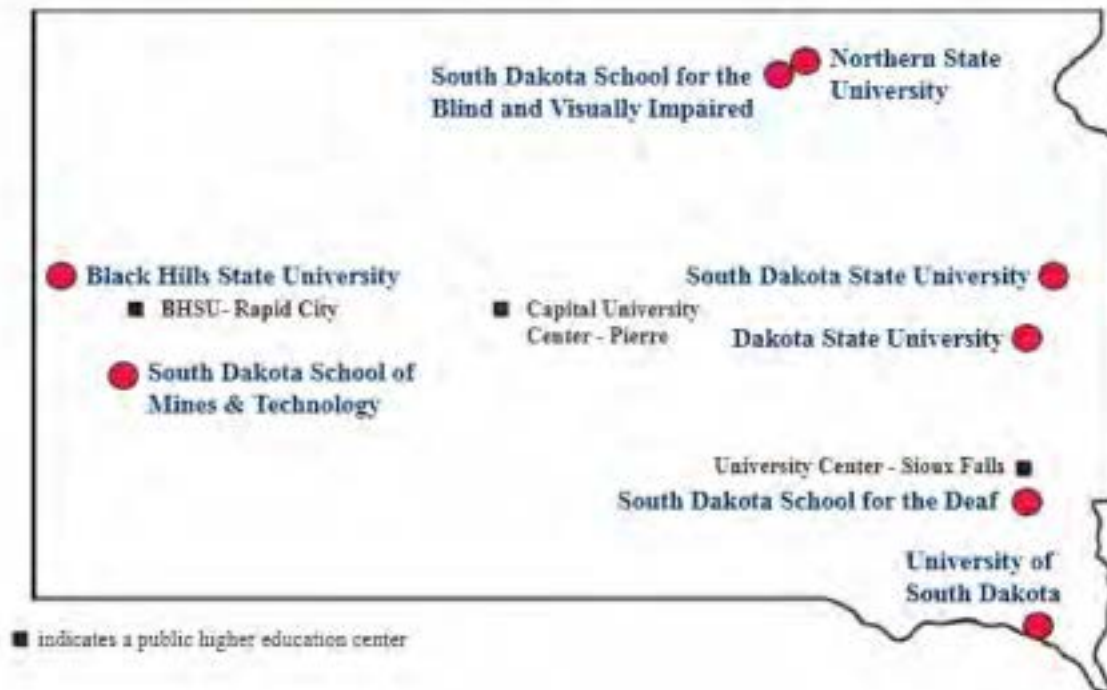 South Dakota School for the
Blind and Visually Impaired
Northern State
University
Black Hills State University
BHSU- Rapid City
South Dakota School of
Mines & Technology
Capital University
Center - Pierre
South Dakota State University
Dakota State University
University Center - Sioux Falls
South Dakota School for the Deaf
University of
South Dakota
indicates a public higher education center